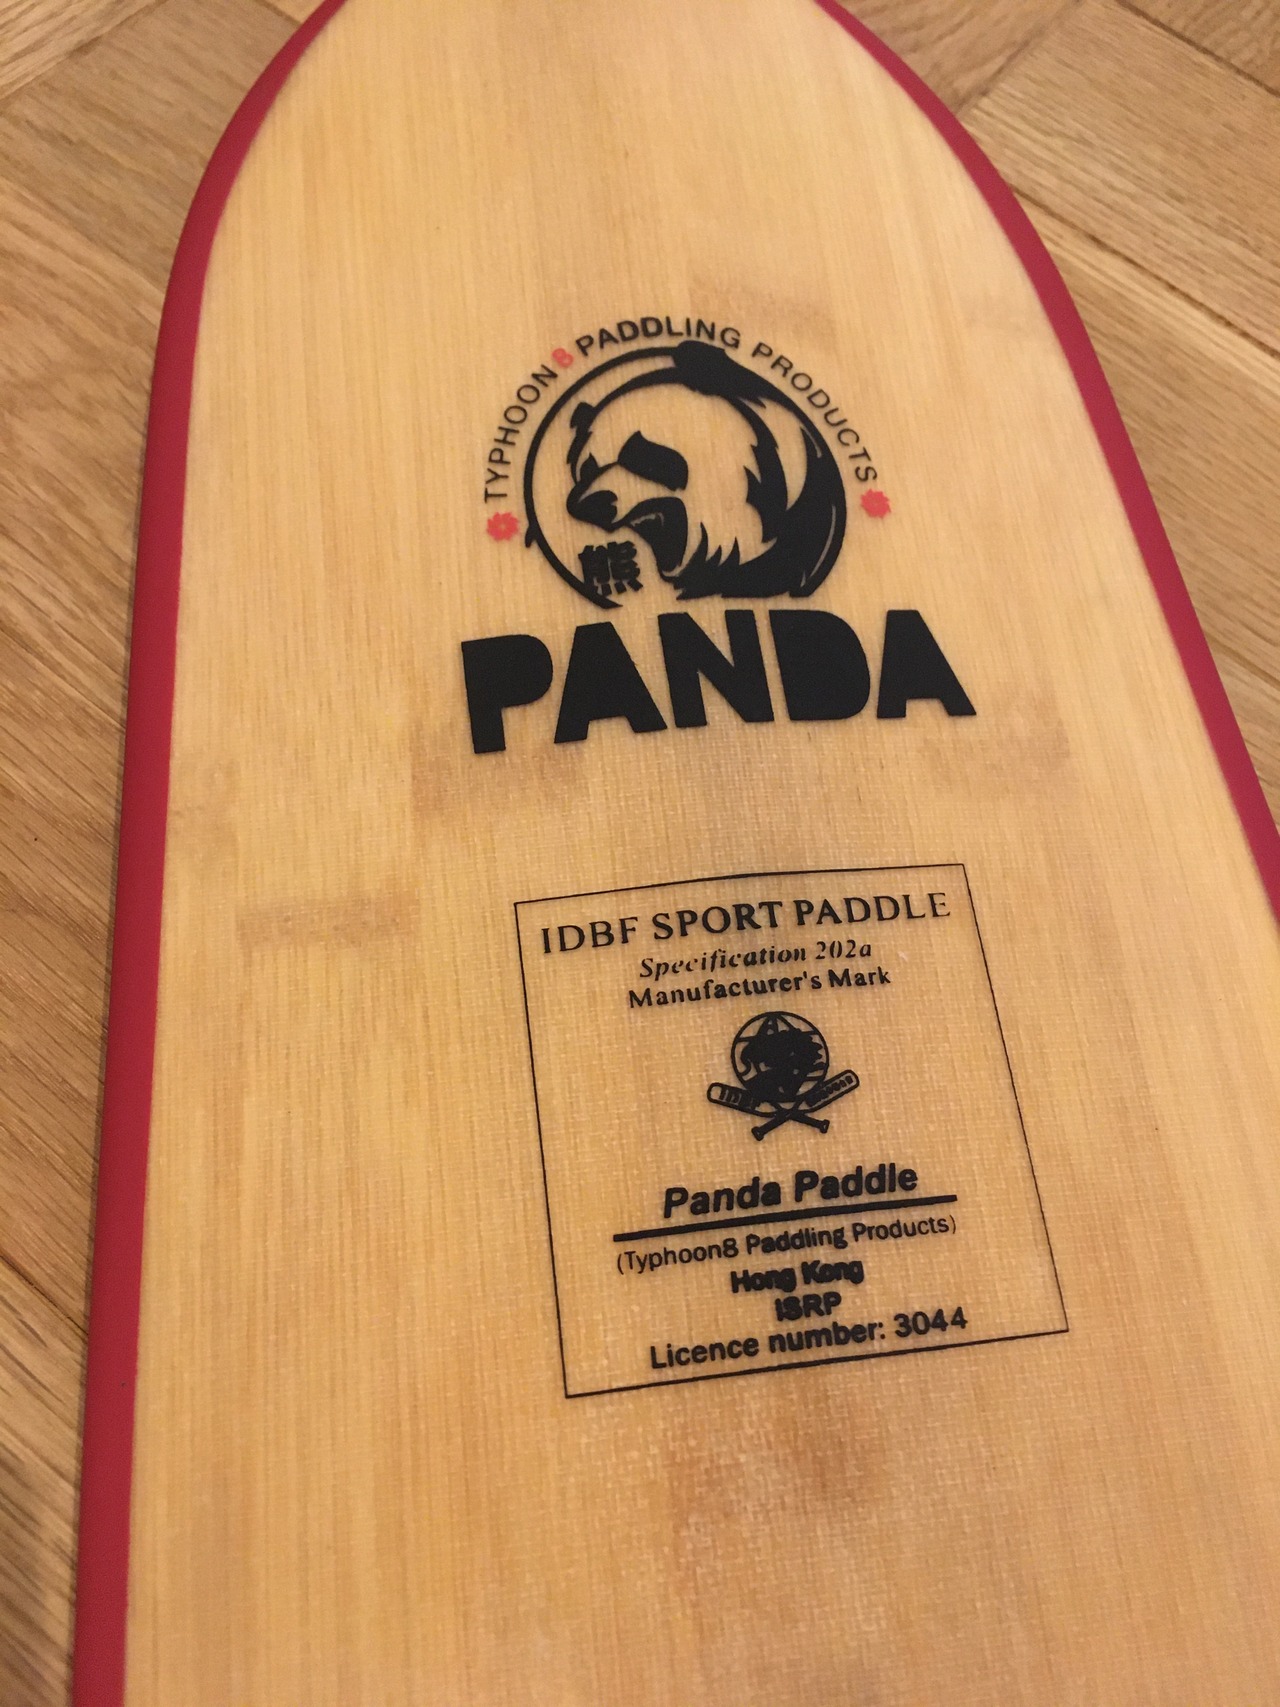 TYPHOON8 PADDLING PRODUCTS
熊
PANDA
IDBF SPORT PADDLE
Specification 202a
Manufacturer's Mark
IDBF
Panda Paddle
(Typhoon8 Paddling Products)
Hong Kong
ISRP
Licence number: 3044